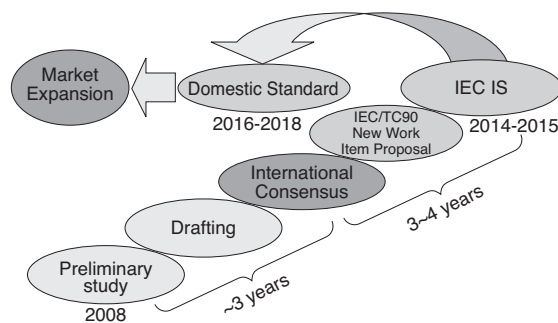 Market
Expansion
Domestic Standard
IEC IS
2016-2018
2014-2015
IEC/TC90
New Work
Item Proposal
International
Consensus
3~4 years
Drafting
Preliminary
study
~3 years
2008